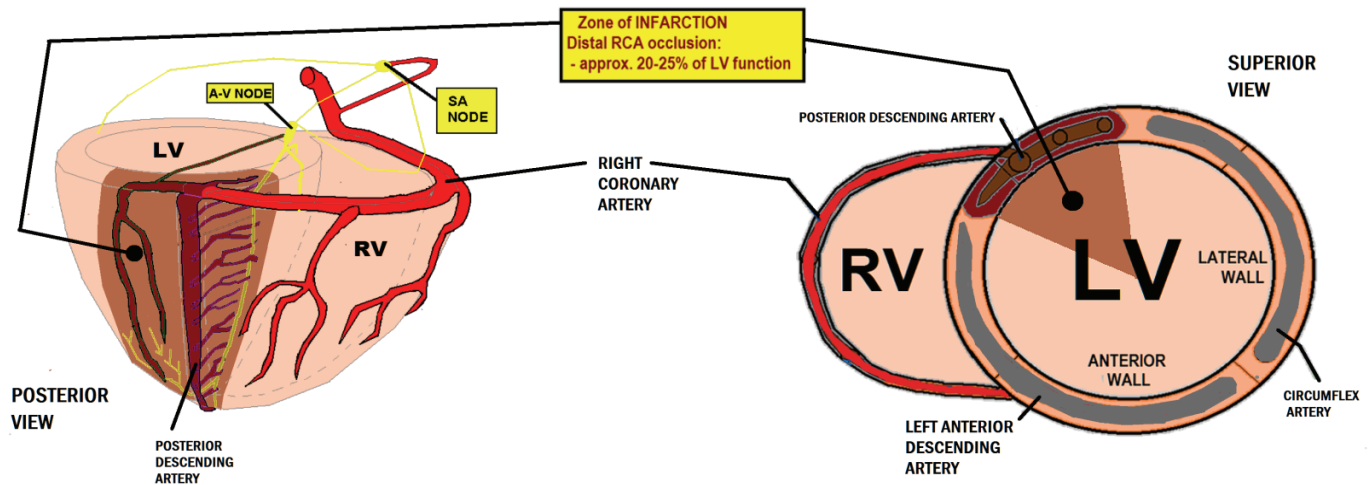 Zone of INFARCTION
Distal RCA occlusion:
- approx. 20-25% of LV function
A-V NODE
SA
NODE
LV
RV
RIGHT
CORONARY
ARTERY
POSTERIOR
VIEW
POSTERIOR
DESCENDING
ARTERY
SUPERIOR
VIEW
POSTERIOR DESCENDING ARTERY
RV
LV
LATERAL
WALL
ANTERIOR
WALL
CIRCUMFLEX
ARTERY
LEFT ANTERIOR
DESCENDING
ARTERY